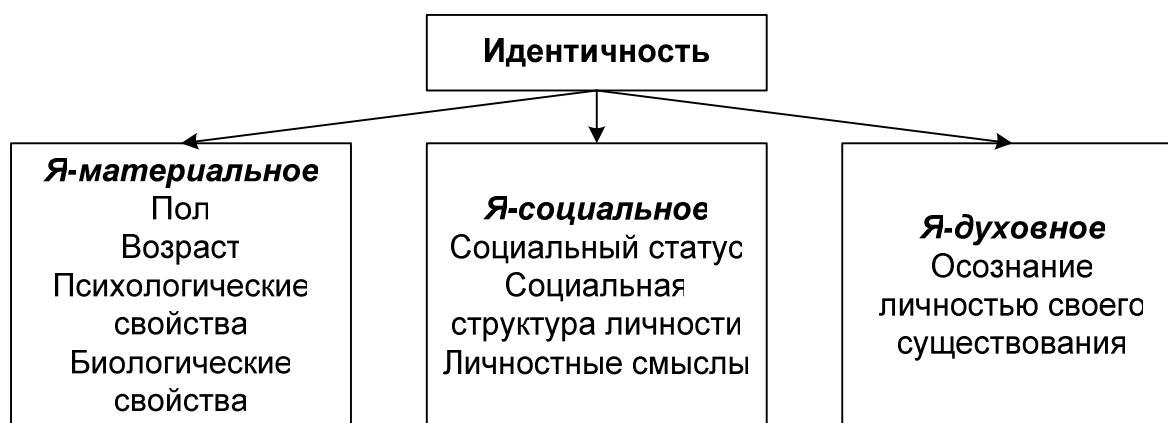 Идентичность
Я-материальное
Пол
Возраст
Психологические
свойства
Биологические
свойства
Я-социальное
Социальный статус
Социальная
структура личности
Личностные смыслы
Я-духовное
Осознание
личностью своего
существования